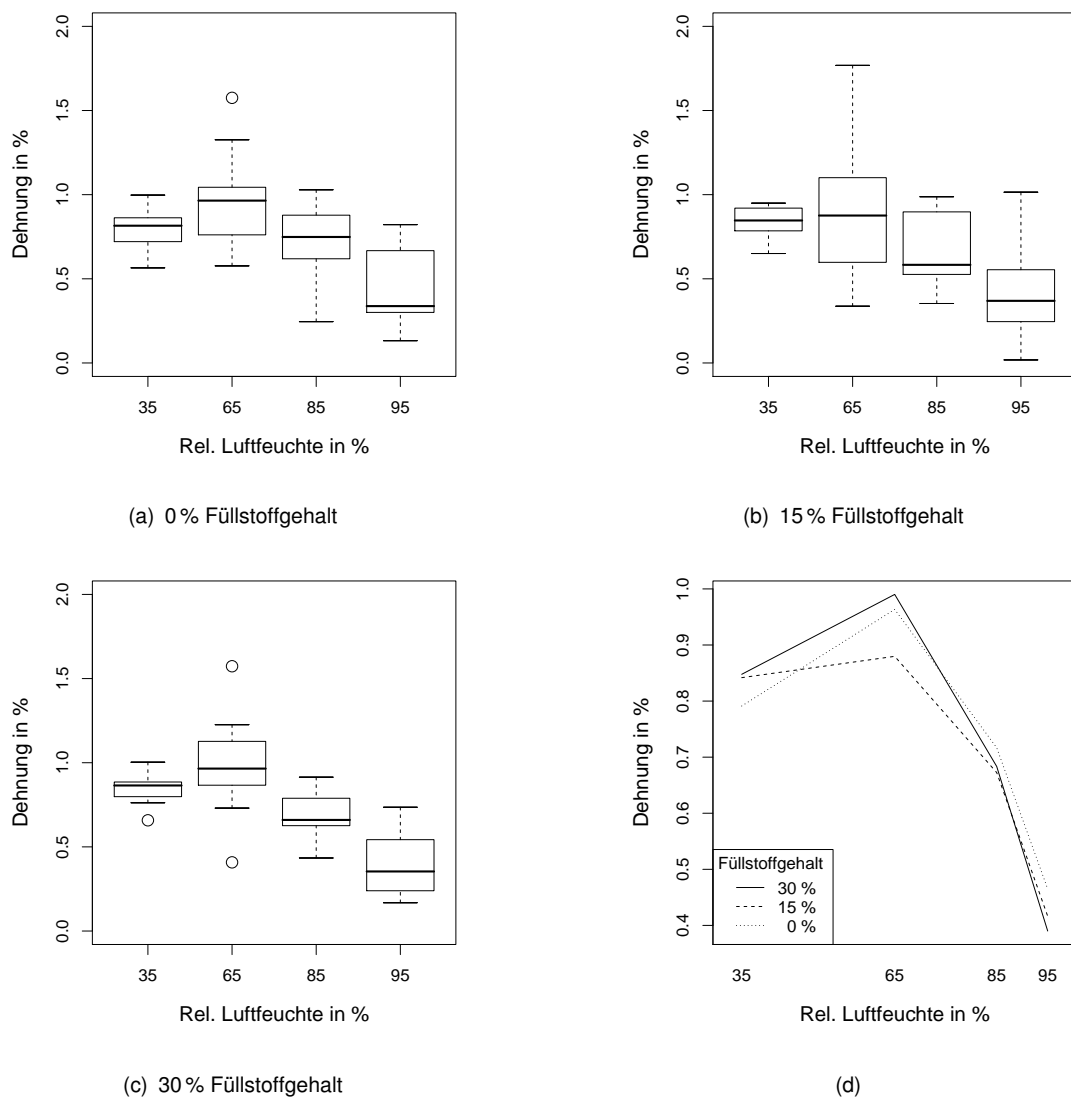 Dehnung in %
2.0
1.5
1.0
0.5
0.0
35 65 85 95
Rel. Luftfeuchte in %
(a) 0 % Füllstoffgehalt
Dehnung in %
2.0
1.5
1.0
0.5
0.0
35 65 85 95
Rel. Luftfeuchte in %
(b) 15 % Füllstoffgehalt
Dehnung in %
2.0
1.5
1.0
0.5
0.0
35 65 85 95
Rel. Luftfeuchte in %
(c) 30 % Füllstoffgehalt
Dehnung in %
1.0
0.9
0.8
0.7
0.6
0.5
0.4
Füllstoffgehalt
30 %
15 %
0 %
35 65 85 95
Rel. Luftfeuchte in %
(d)